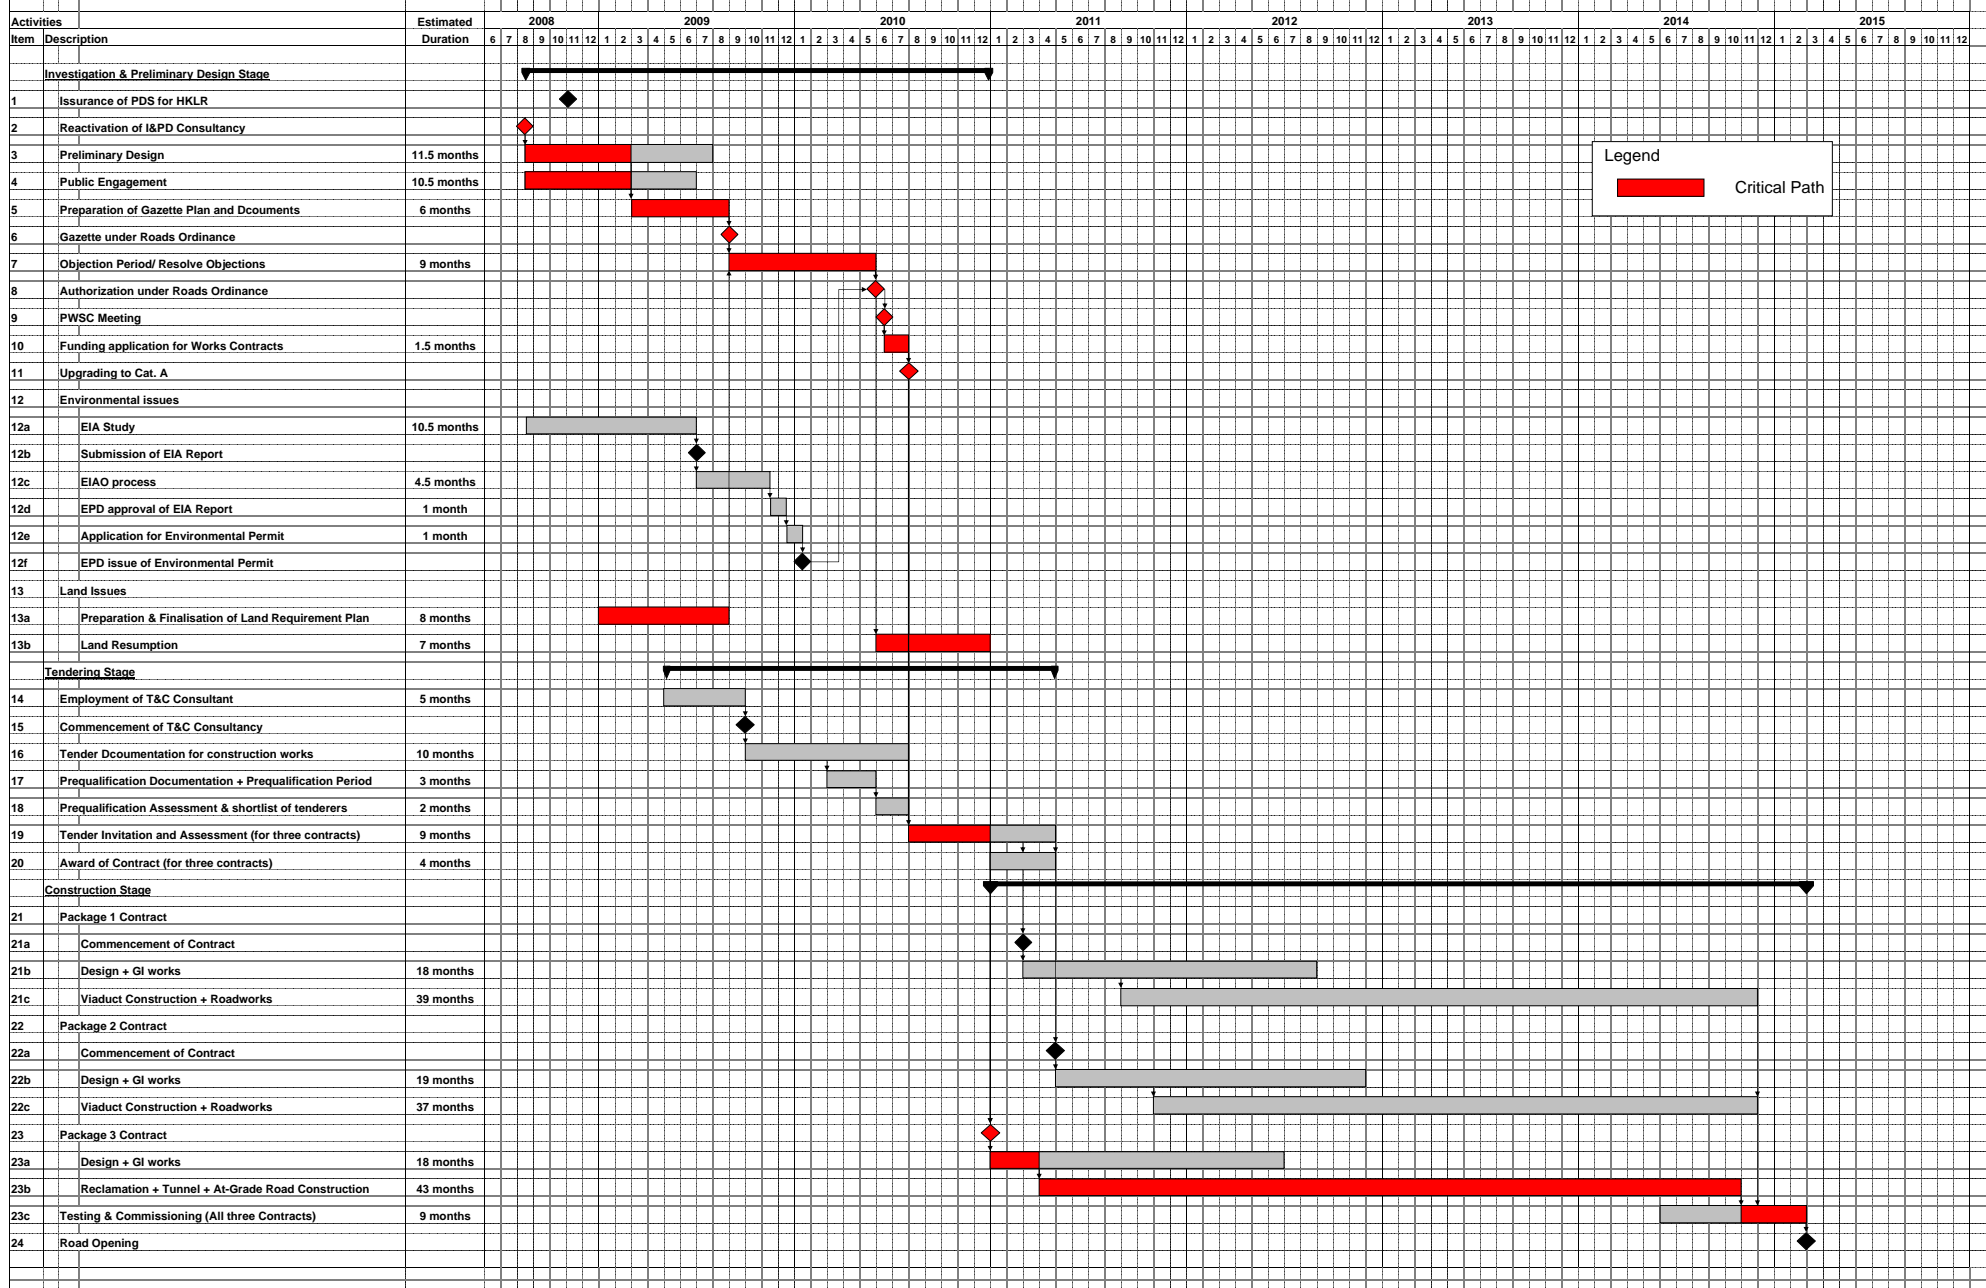 Activities Estimated 2008 2009 2010 2011 2012 2013 2014 2015
Item Description Duration 6 7 8 9 10 11 12 1 2 3 4 5 6 7 8 9 10 11 12 1 2 3 4 5 6 7 8 9 10 11 12 1 2 3 4 5 6 7 8 9 10 11 12 1 2 3 4 5 6 7 8 9 10 11 12 1 2 3 4 5 6 7 8 9 10 11 12 1 2 3 4 5 6 7 8 9 10 11 12 1 2 3 4 5 6 7 8 9 10 11 12
Investigation & Preliminary Design Stage
1 Issurance of PDS for HKLR
2 Reactivation of I&PD Consultancy
3 Preliminary Design 11.5 months
Legend
4 Public Engagement 10.5 months
Critical Path
5 Preparation of Gazette Plan and Dcouments 6 months
6 Gazette under Roads Ordinance
7 Objection Period/ Resolve Objections 9 months
8 Authorization under Roads Ordinance
9 PWSC Meeting
10 Funding application for Works Contracts 1.5 months
11 Upgrading to Cat. A
12 Environmental issues
12a EIA Study 10.5 months
12b Submission of EIA Report
12c EIAO process 4.5 months
12d EPD approval of EIA Report 1 month
12e Application for Environmental Permit 1 month
12f EPD issue of Environmental Permit
13 Land Issues
13a Preparation & Finalisation of Land Requirement Plan 8 months
13b Land Resumption 7 months
Tendering Stage
14 Employment of T&C Consultant 5 months
15 Commencement of T&C Consultancy
16 Tender Dcoumentation for construction works 10 months
17 Prequalification Documentation + Prequalification Period 3 months
18 Prequalification Assessment & shortlist of tenderers 2 months
19 Tender Invitation and Assessment (for three contracts) 9 months
20 Award of Contract (for three contracts) 4 months
Construction Stage
21 Package 1 Contract
21a Commencement of Contract
21b Design + GI works 18 months
21c Viaduct Construction + Roadworks 39 months
22 Package 2 Contract
22a Commencement of Contract
22b Design + GI works 19 months
22c Viaduct Construction + Roadworks 37 months
23 Package 3 Contract
23a Design + GI works 18 months
23b Reclamation + Tunnel + At-Grade Road Construction 43 months
23c Testing & Commissioning (All three Contracts) 9 months
24 Road Opening